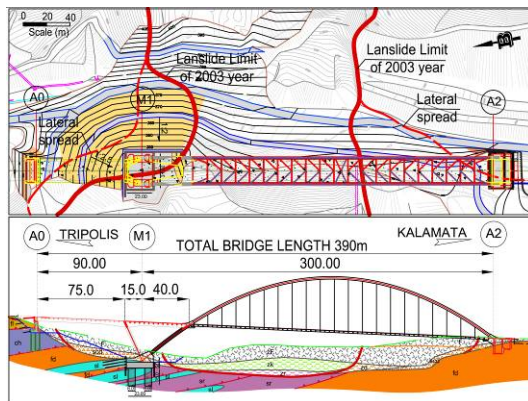 0 20 40
Scale (m)
Lanslide Limit
of 2003 year
Lanslide Limit
of 2003 year
A0
M1
A2
Lateral
spread
Lateral
spread
A0
TRIPOLIS
M1
KALAMATA
A2
TOTAL BRIDGE LENGTH 390m
90.00
300.00
75.0
15.0
40.0